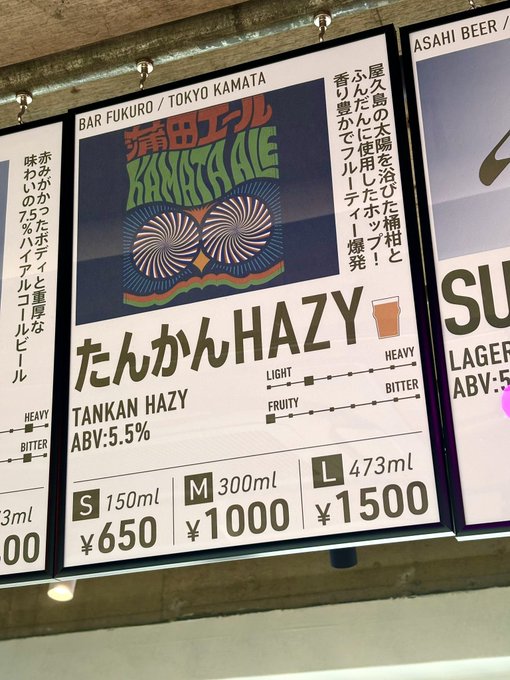 赤みがかったボディと重厚な
味わいの7.5%ハイアルコールビール
HEAVY
BITTER
BAR FUKURO / TOKYO KAMATA
蒲田エール
KAMATA ALE
屋久島の太陽を浴びた桶柑と
ふんだんに使用したホップ!
香り豊かでフルーティー爆発
たんかんHAZY
TANKAN HAZY
ABV:5.5%
LIGHT HEAVY
FRUITY BITTER
S 150ml
¥650
M 300ml
¥1000
L 473ml
¥1500
ASAHI BEER /
SU
LAGER
ABV:5